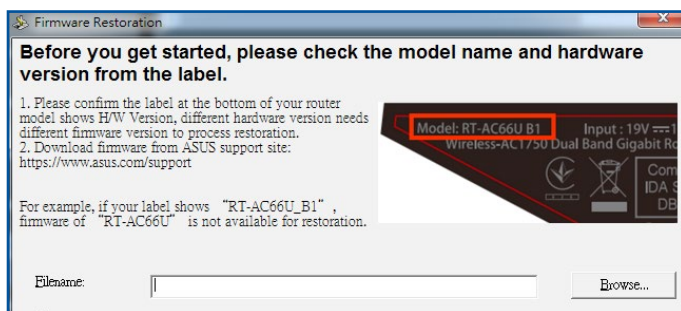 Firmware Restoration
Before you get started, please check the model name and hardware
version from the label.
1. Please confirm the label at the bottom of your router
model shows H/W Version, different hardware version needs
different firmware version to process restoration.
2. Download firmware from ASUS support site:
https://www.asus.com/support
For example, if your label shows “RT-AC66U_B1”,
firmware of “RT-AC66U” is not available for restoration.
Model: RT-AC66U B1 Input : 19V
Wireless-AC1750 Dual Band Gigabit
Com
IDA S
DB
Filename:
Browse...